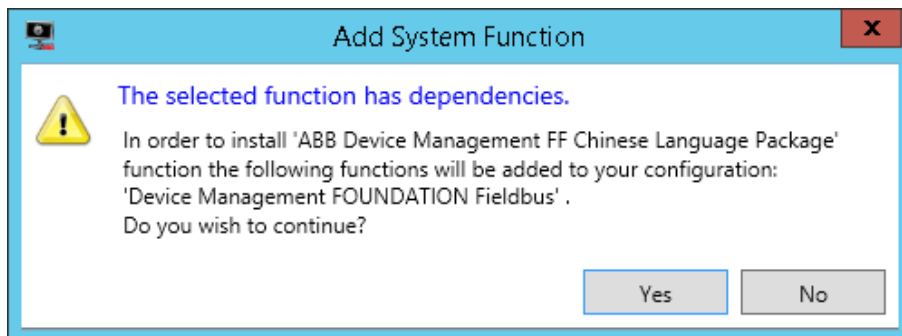 Add System Function
x
The selected function has dependencies.
In order to install 'ABB Device Management FF Chinese Language Package'
function the following functions will be added to your configuration:
'Device Management FOUNDATION Fieldbus' .
Do you wish to continue?
Yes
No